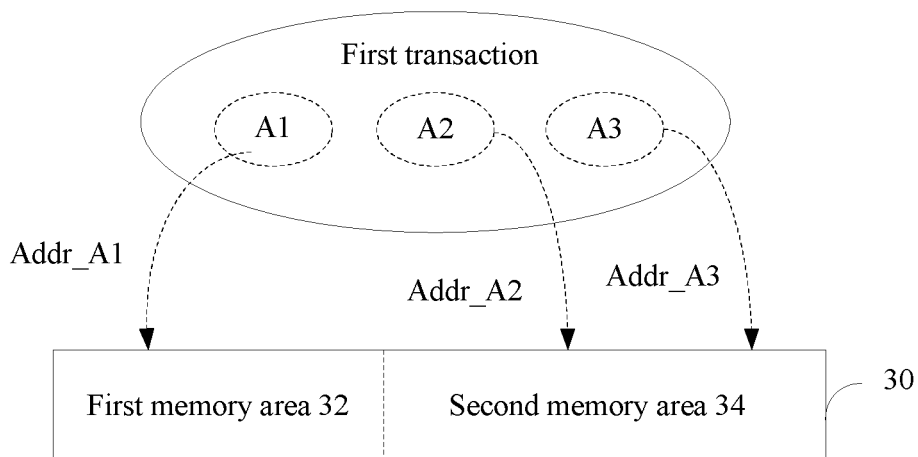 First transaction
A1
A2
A3
Addr_A1
Addr_A2
Addr_A3
First memory area 32
Second memory area 34
30